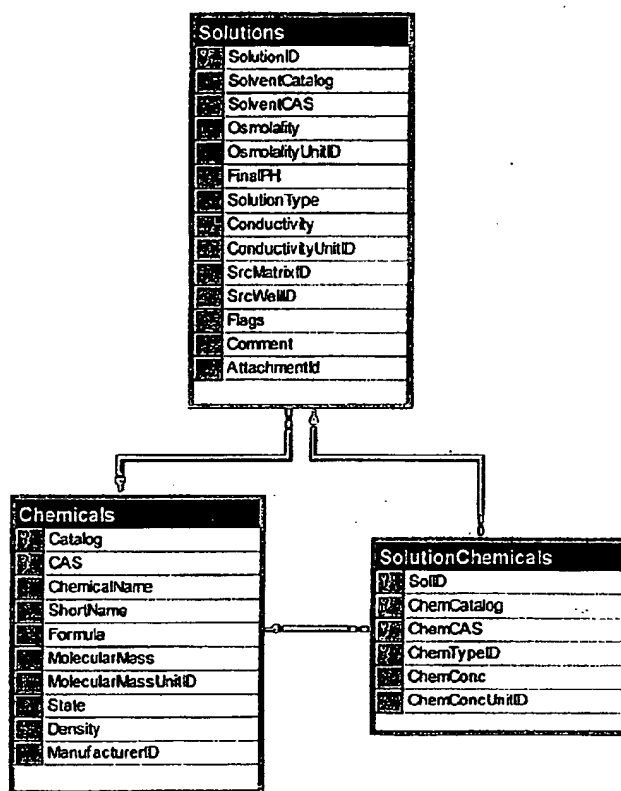 Solutions
SolutionID
SolventCatalog
SolventCAS
Osmolality
OsmolalityUnitID
FinalPH
SolutionType
Conductivity
ConductivityUnitID
SrcMatrixID
SrcWellID
Flags
Comment
AttachmentId
Chemicals
Catalog
CAS
ChemicalName
ShortName
Formula
MolecularMass
MolecularMassUnitID
State
Density
ManufacturerID
SolutionChemicals
SolID
ChemCatalog
ChemCAS
ChemTypeID
ChemConc
ChemConcUnitID